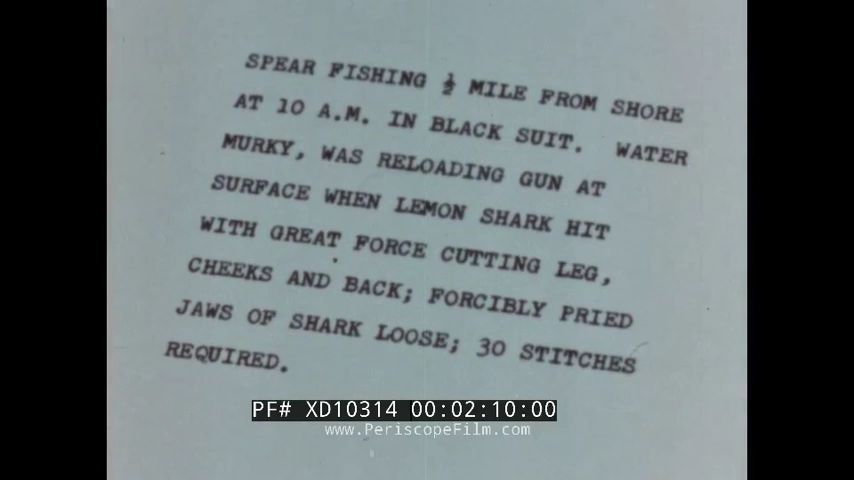 SPEAR FISHING ½ MILE FROM SHORE
AT 10 A.M. IN BLACK SUIT. WATER
MURKY, WAS RELOADING GUN AT
SURFACE WHEN LEMON SHARK HIT
WITH GREAT FORCE CUTTING LEG,
CHEEKS AND BACK; FORCIBLY PRIED
JAWS OF SHARK LOOSE; 30 STITCHES
REQUIRED.
PF# XD10314 00:02:10:00
www.PeriscopeFilm.com